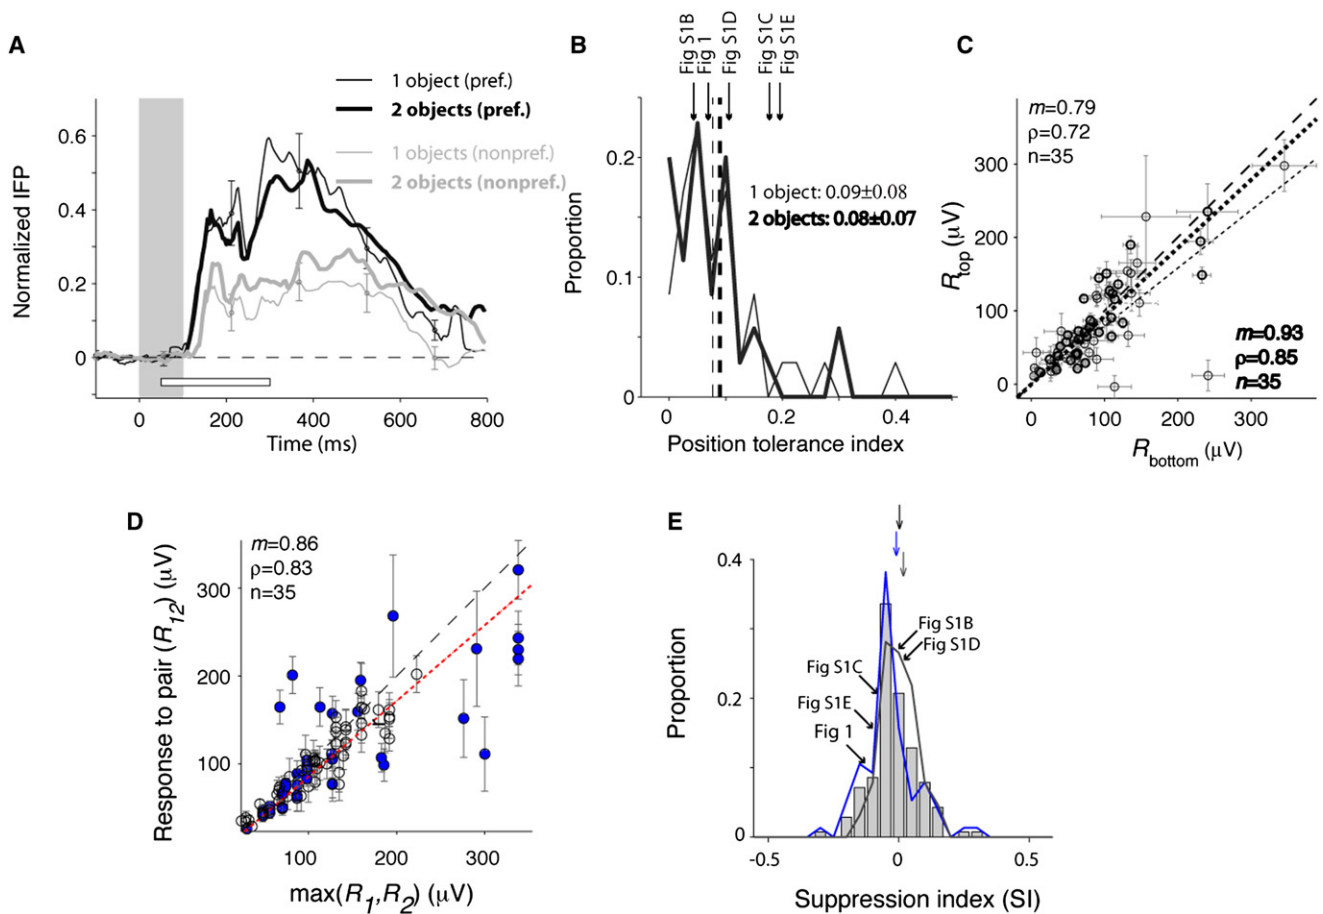 A
1 object (pref.)
2 objects (pref.)
1 objects (nonpref.)
2 objects (nonpref.)
Normalized IFP
0.6
0.4
0.2
0
0
200
400
600
800
Time (ms)
B
Fig S1B
Fig 1
Fig S1D
Fig S1C
Fig S1E
Proportion
0.2
0.1
0
1 object: 0.09±0.08
2 objects: 0.08±0.07
0
0.2
0.4
Position tolerance index
C
m=0.79
ρ=0.72
n=35
Rtop (μV)
300
200
100
0
m=0.93
ρ=0.85
n=35
0
100
200
300
Rbottom (μV)
D
m=0.86
ρ=0.83
n=35
Response to pair (R12) (μV)
300
200
100
100
200
300
max(R1,R2) (μV)
E
Proportion
0.4
0.2
0
Fig S1B
Fig S1D
Fig S1C
Fig S1E
Fig 1
-0.5
0
0.5
Suppression index (SI)